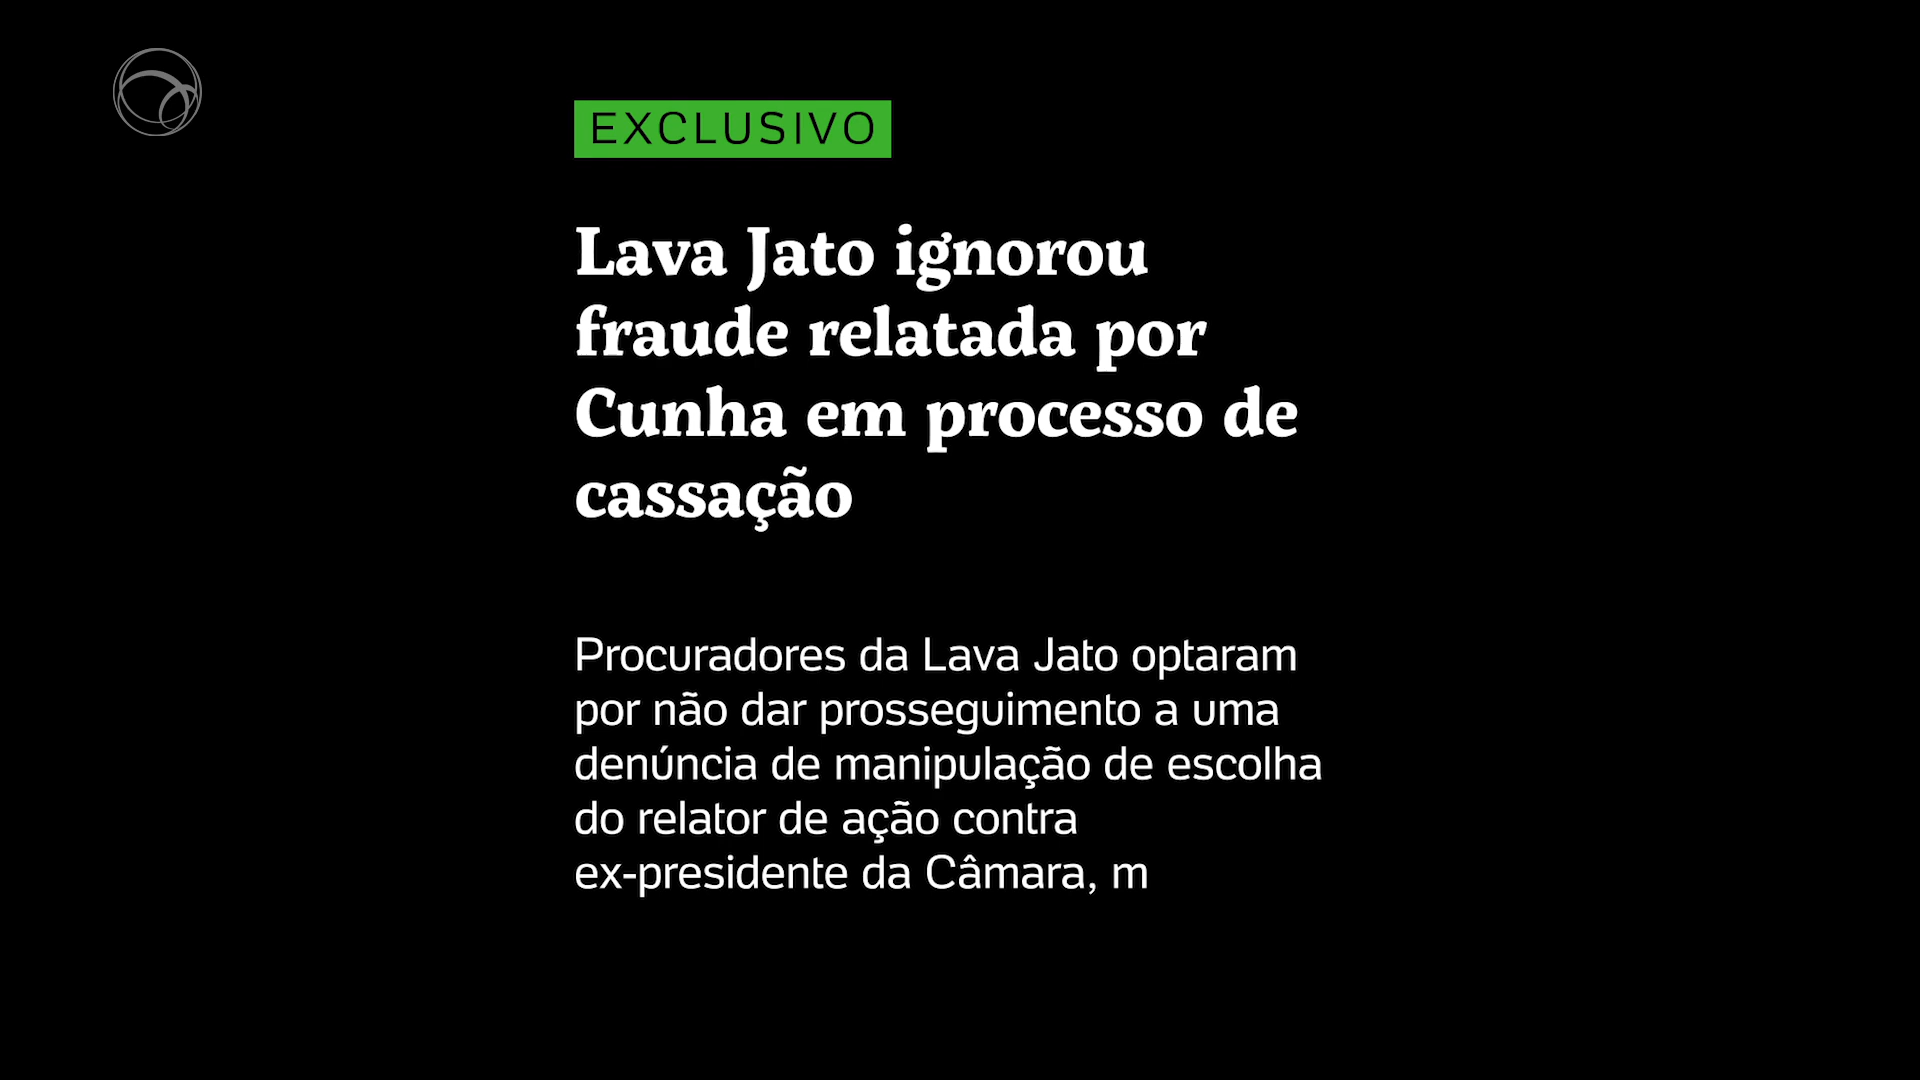 EXCLUSIVO
Lava Jato ignorou
fraude relatada por
Cunha em processo de
cassação
Procuradores da Lava Jato optaram
por não dar prosseguimento a uma
denúncia de manipulação de escolha
do relator de ação contra
ex-presidente da Câmara, m